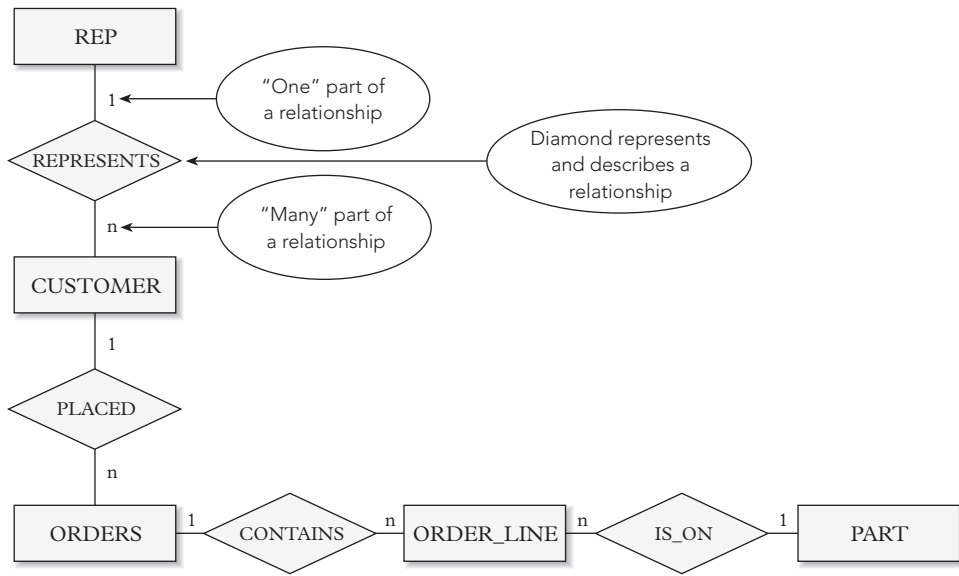 REP
1
“One” part of
a relationship
REPRESENTS
Diamond represents
and describes a
relationship
n
“Many” part of
a relationship
CUSTOMER
1
PLACED
n
ORDERS
1
CONTAINS
n
ORDER_LINE
n
IS_ON
1
PART